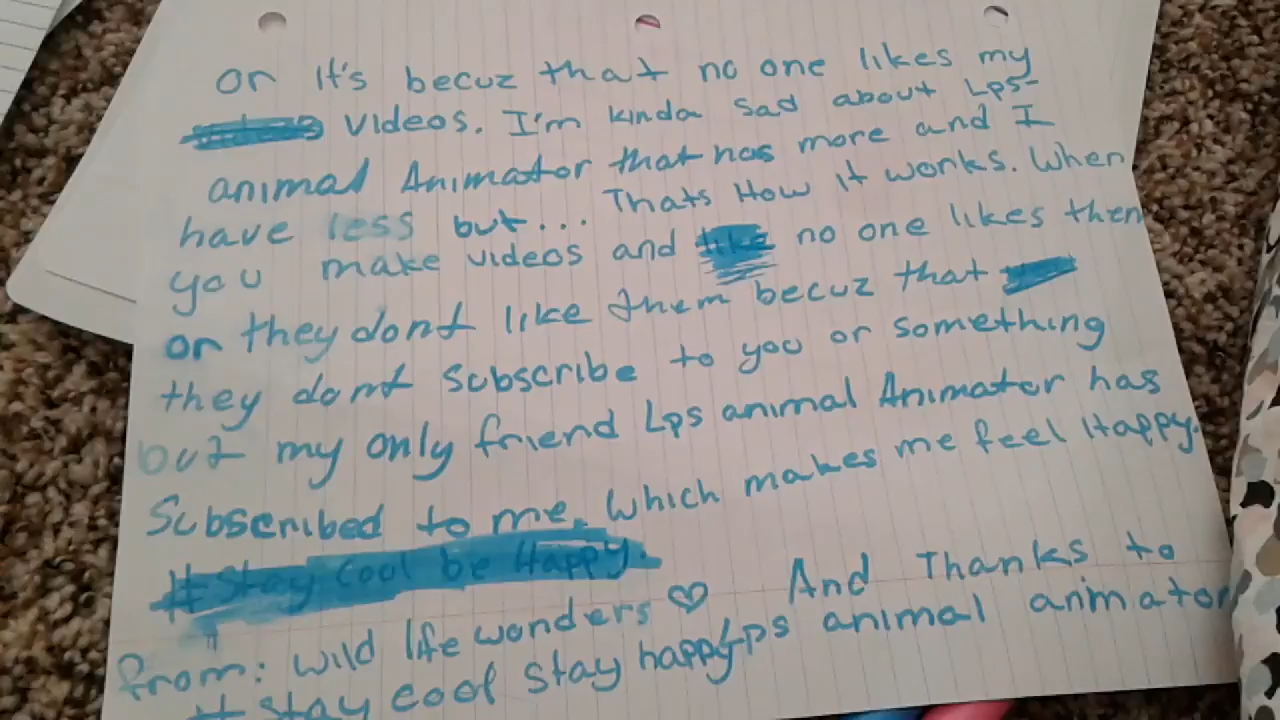 or It's becuz that no one likes my
videos. I'm kinda sad about Lps-
animal Animator that has more and I
have less but... Thats How it works. When
you make videos and like no one likes them
or they dont like them becuz that
they dont subscribe to you or something
but my only friend Lps animal Animator has
Subscribed to me. Which makes me feel Happy.
# Stay Cool be Happy.
from: Wild life wonders ♡ And Thanks to
# stay cool stay happy Lps animal animator